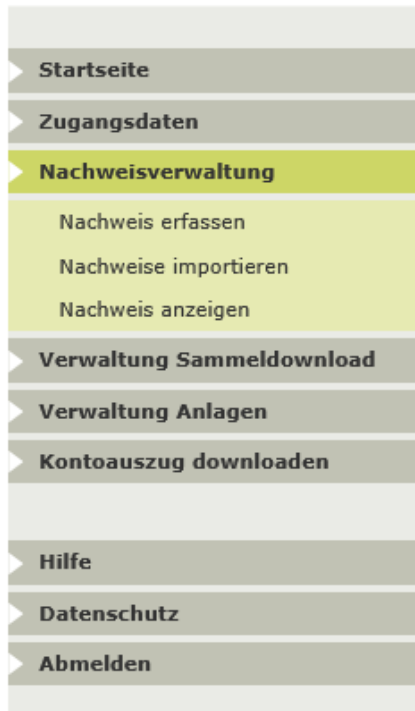 Startseite
Zugangsdaten
Nachweisverwaltung
Nachweis erfassen
Nachweise importieren
Nachweis anzeigen
Verwaltung Sammeldownload
Verwaltung Anlagen
Kontoauszug downloaden
Hilfe
Datenschutz
Abmelden